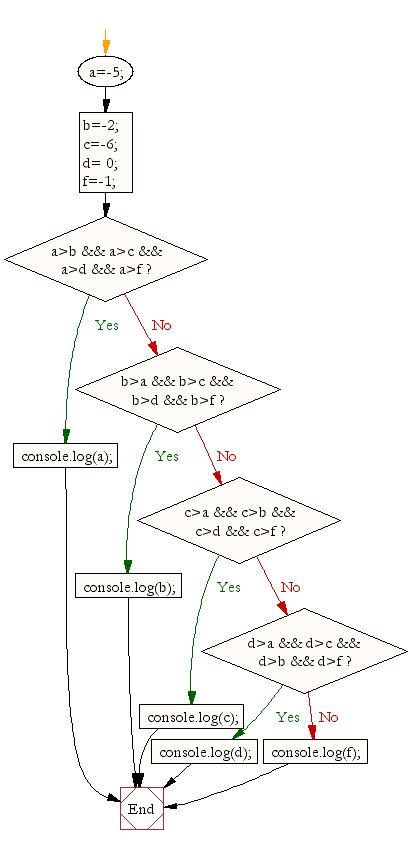 a=-5;
b=-2;
c=-6;
d= 0;
f=-1;
a>b && a>c &&
a>d && a>f ?
Yes
No
b>a && b>c &&
b>d && b>f ?
console.log(a);
Yes
No
c>a && c>b &&
c>d && c>f ?
console.log(b);
Yes
No
d>a && d>c &&
d>b && d>f ?
console.log(c);
Yes
No
console.log(d);
console.log(f);
End